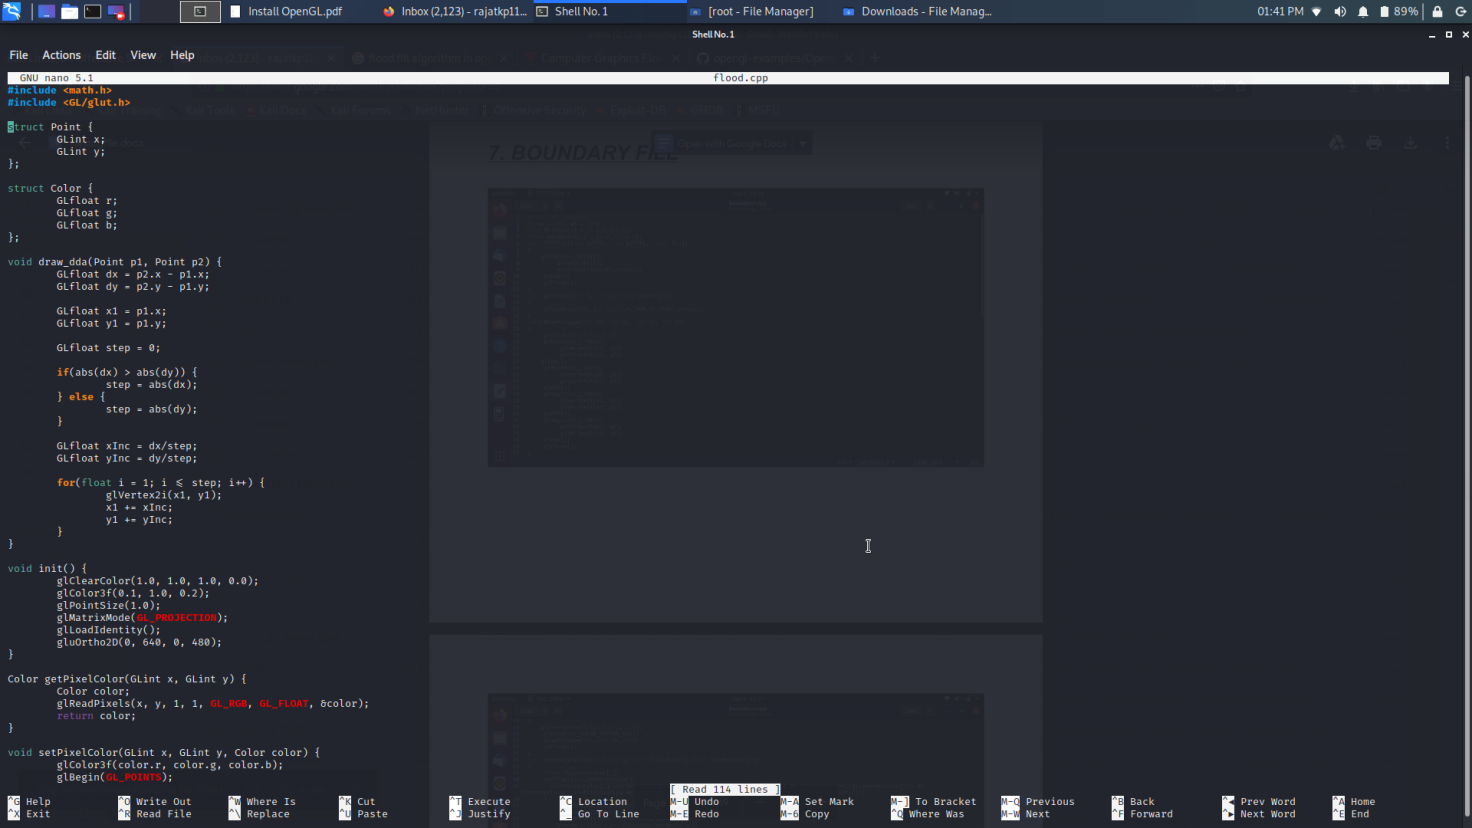 Install OpenGL.pdf
Inbox (2,123) - rajatkp11...
Shell No. 1
[root - File Manager]
Downloads - File Manag...
01:41 PM
89%
Shell No. 1
File Actions Edit View Help
GNU nano 5.1 flood.cpp
#include <math.h>
#include <GL/glut.h>
struct Point {
GLint x;
GLint y;
};
struct Color {
GLfloat r;
GLfloat g;
GLfloat b;
};
void draw_dda(Point p1, Point p2) {
GLfloat dx = p2.x - p1.x;
GLfloat dy = p2.y - p1.y;
GLfloat x1 = p1.x;
GLfloat y1 = p1.y;
GLfloat step = 0;
if(abs(dx) > abs(dy)) {
step = abs(dx);
} else {
step = abs(dy);
}
GLfloat xInc = dx/step;
GLfloat yInc = dy/step;
for(float i = 1; i <= step; i++) {
glVertex2i(x1, y1);
x1 += xInc;
y1 += yInc;
}
}
void init() {
glClearColor(1.0, 1.0, 1.0, 0.0);
glColor3f(0.1, 1.0, 0.2);
glPointSize(1.0);
glMatrixMode(GL_PROJECTION);
glLoadIdentity();
gluOrtho2D(0, 640, 0, 480);
}
Color getPixelColor(GLint x, GLint y) {
Color color;
glReadPixels(x, y, 1, 1, GL_RGB, GL_FLOAT, &color);
return color;
}
void setPixelColor(GLint x, GLint y, Color color) {
glColor3f(color.r, color.g, color.b);
glBegin(GL_POINTS);
7. BOUNDARY FILL
Open with Google Docs
[ Read 114 lines ]
^G Help ^O Write Out ^W Where Is ^K Cut ^T Execute ^C Location M-U Undo M-A Set Mark M-] To Bracket M-Q Previous ^B Back ^◂ Prev Word ^A Home
^X Exit ^R Read File ^\ Replace ^U Paste ^J Justify ^_ Go To Line M-E Redo M-6 Copy ^Q Where Was M-W Next ^F Forward ^▸ Next Word ^E End